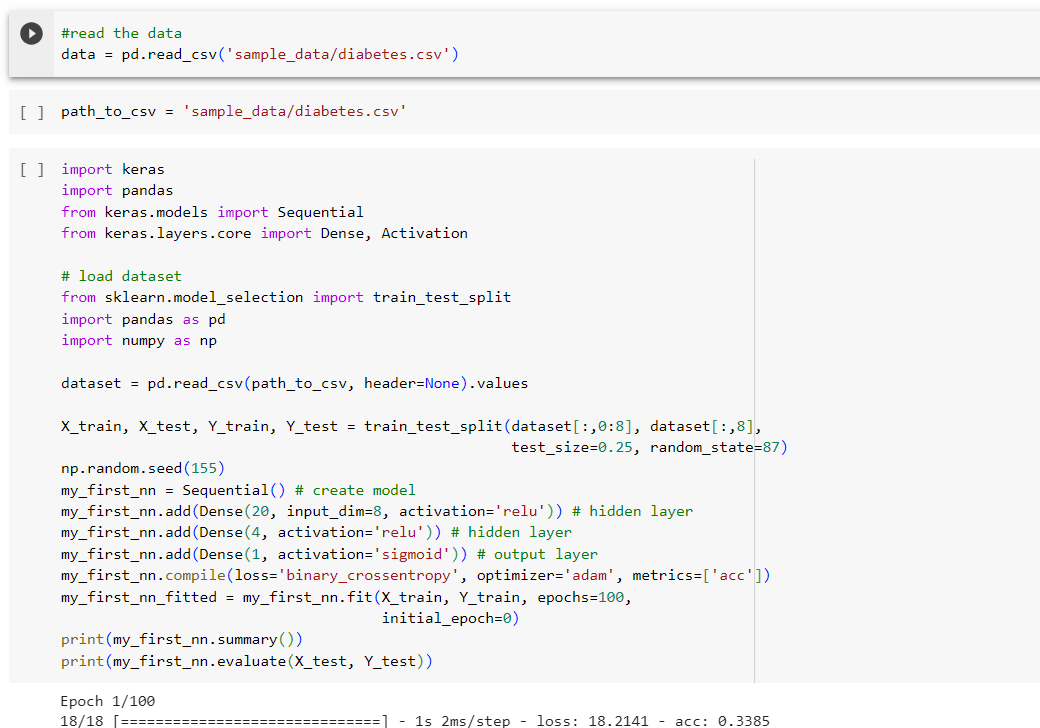 #read the data
data = pd.read_csv('sample_data/diabetes.csv')
[ ] path_to_csv = 'sample_data/diabetes.csv'
[ ] import keras
import pandas
from keras.models import Sequential
from keras.layers.core import Dense, Activation
# load dataset
from sklearn.model_selection import train_test_split
import pandas as pd
import numpy as np
dataset = pd.read_csv(path_to_csv, header=None).values
X_train, X_test, Y_train, Y_test = train_test_split(dataset[:,0:8], dataset[:,8],
test_size=0.25, random_state=87)
np.random.seed(155)
my_first_nn = Sequential() # create model
my_first_nn.add(Dense(20, input_dim=8, activation='relu')) # hidden layer
my_first_nn.add(Dense(4, activation='relu')) # hidden layer
my_first_nn.add(Dense(1, activation='sigmoid')) # output layer
my_first_nn.compile(loss='binary_crossentropy', optimizer='adam', metrics=['acc'])
my_first_nn_fitted = my_first_nn.fit(X_train, Y_train, epochs=100,
initial_epoch=0)
print(my_first_nn.summary())
print(my_first_nn.evaluate(X_test, Y_test))
Epoch 1/100
18/18 [==============================] - 1s 2ms/step - loss: 18.2141 - acc: 0.3385